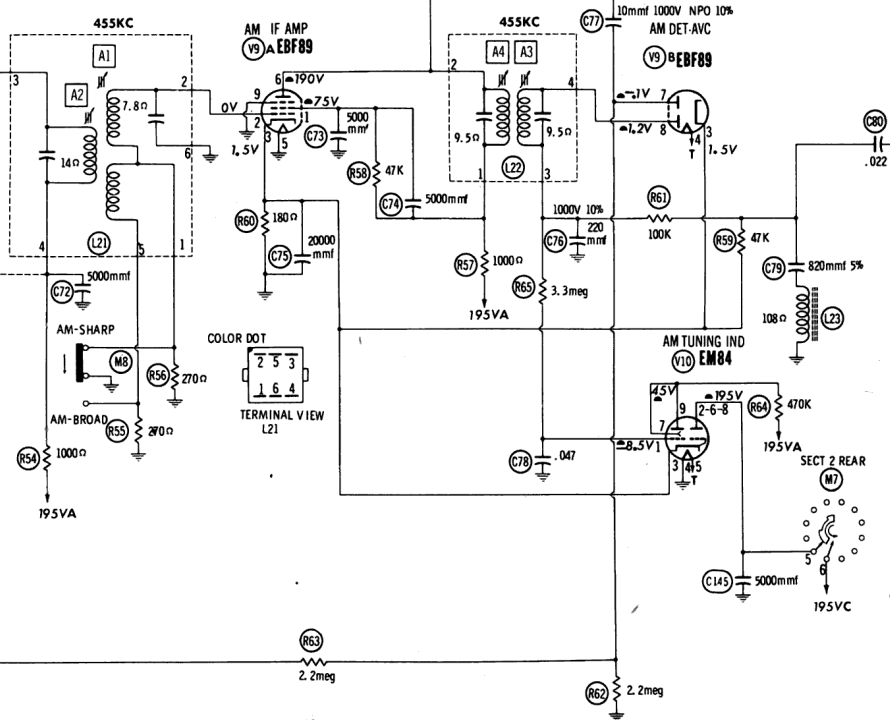 10mmf 1000V NPO 10%
C77
AM DET-AVC
V9 B EBF89
455KC
AM IF AMP
V9 A EBF89
455KC
A1
A2
3
2
7.8Ω
14Ω
6
4
5
1
L21
6
190V
9
0V
2
75V
1
3
5
1.5V
5000 mmf
C73
R58
47K
C74
5000mmf
R60
180Ω
C75
20000 mmf
2
A4
A3
4
9.5Ω
9.5Ω
L22
1
3
-.1V
7
-1.2V
8
4
3
T
1.5V
C80
.022
R61
100K
1000V 10%
C76
220 mmf
R59
47K
C79
820mmf 5%
108Ω
L23
R57
1000Ω
195VA
R65
3.3meg
C72
5000mmf
AM-SHARP
M8
R56
270Ω
AM-BROAD
R55
270Ω
R54
1000Ω
195VA
COLOR DOT
2 5 3
1 6 4
TERMINAL VIEW
L21
AM TUNING IND
V10 EM84
45V
195V
9
2-6-8
7
-8.5V
1
3
4
5
T
R64
470K
195VA
C78
.047
SECT 2 REAR
M7
5
6
195VC
C145
5000mmf
R63
2.2meg
R62
2.2meg